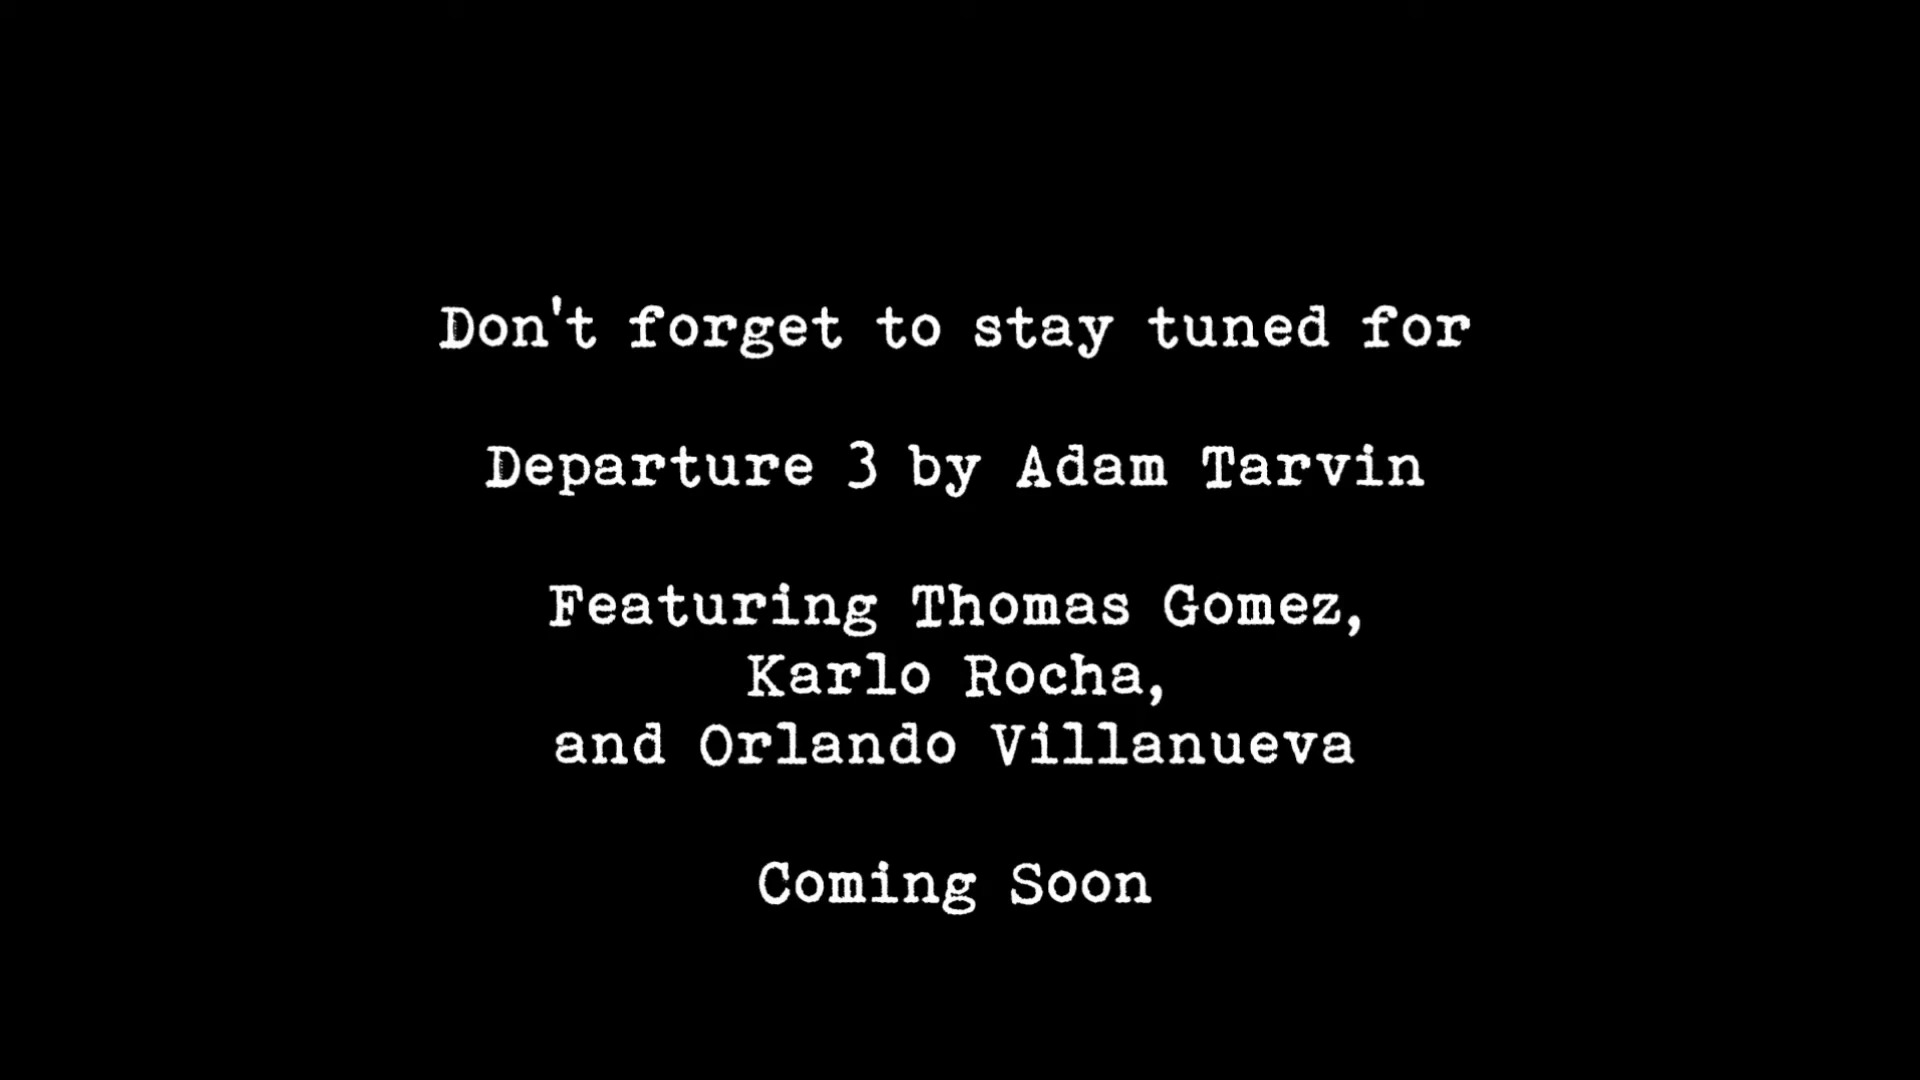 Don't forget to stay tuned for
Departure 3 by Adam Tarvin
Featuring Thomas Gomez,
Karlo Rocha,
and Orlando Villanueva
Coming Soon